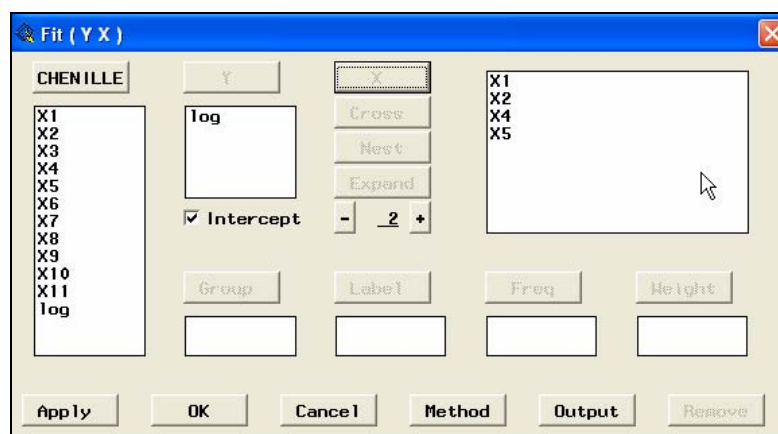 Fit ( Y X )
CHENILLE
Y
X
X1
X2
X4
X5
X1
X2
X3
X4
X5
X6
X7
X8
X9
X10
X11
log
log
Cross
Nest
Expand
Intercept
- 2 +
Group
Label
Freq
Weight
Apply
OK
Cancel
Method
Output
Remove